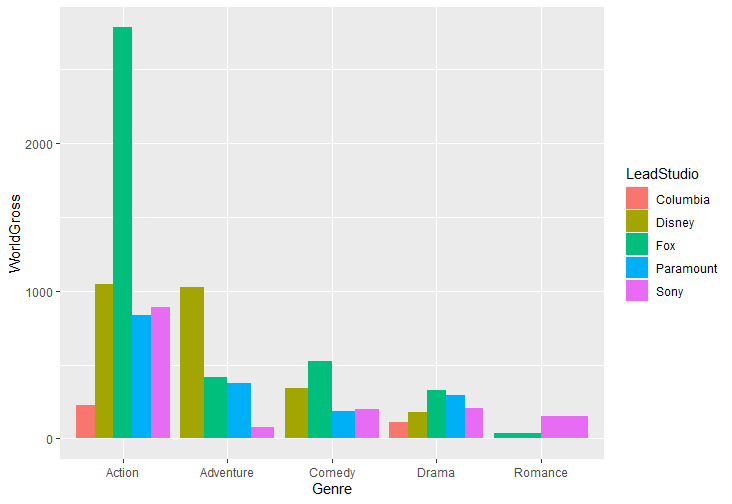 WorldGross
2000
1000
0
Action Adventure Comedy Drama Romance
Genre
LeadStudio
Columbia
Disney
Fox
Paramount
Sony